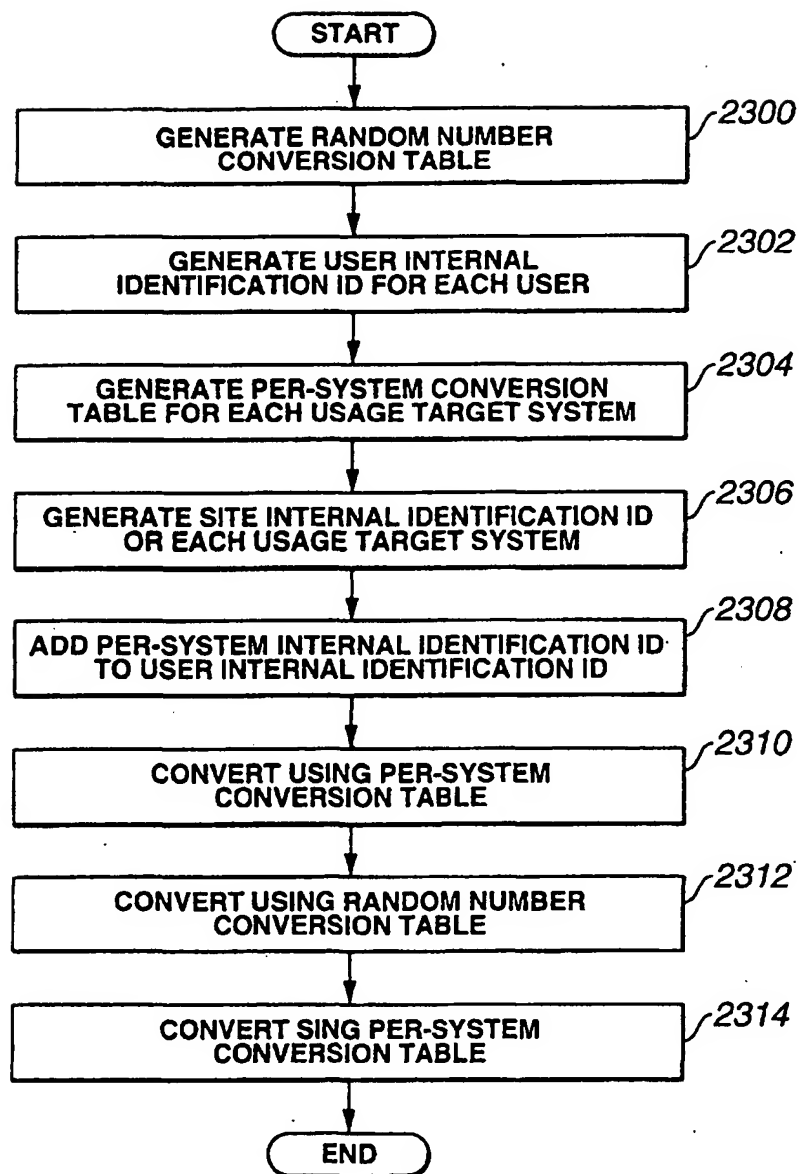 START
2300
GENERATE RANDOM NUMBER
CONVERSION TABLE
2302
GENERATE USER INTERNAL
IDENTIFICATION ID FOR EACH USER
2304
GENERATE PER-SYSTEM CONVERSION
TABLE FOR EACH USAGE TARGET SYSTEM
2306
GENERATE SITE INTERNAL IDENTIFICATION ID
OR EACH USAGE TARGET SYSTEM
2308
ADD PER-SYSTEM INTERNAL IDENTIFICATION ID
TO USER INTERNAL IDENTIFICATION ID
2310
CONVERT USING PER-SYSTEM
CONVERSION TABLE
2312
CONVERT USING RANDOM NUMBER
CONVERSION TABLE
2314
CONVERT SING PER-SYSTEM
CONVERSION TABLE
END